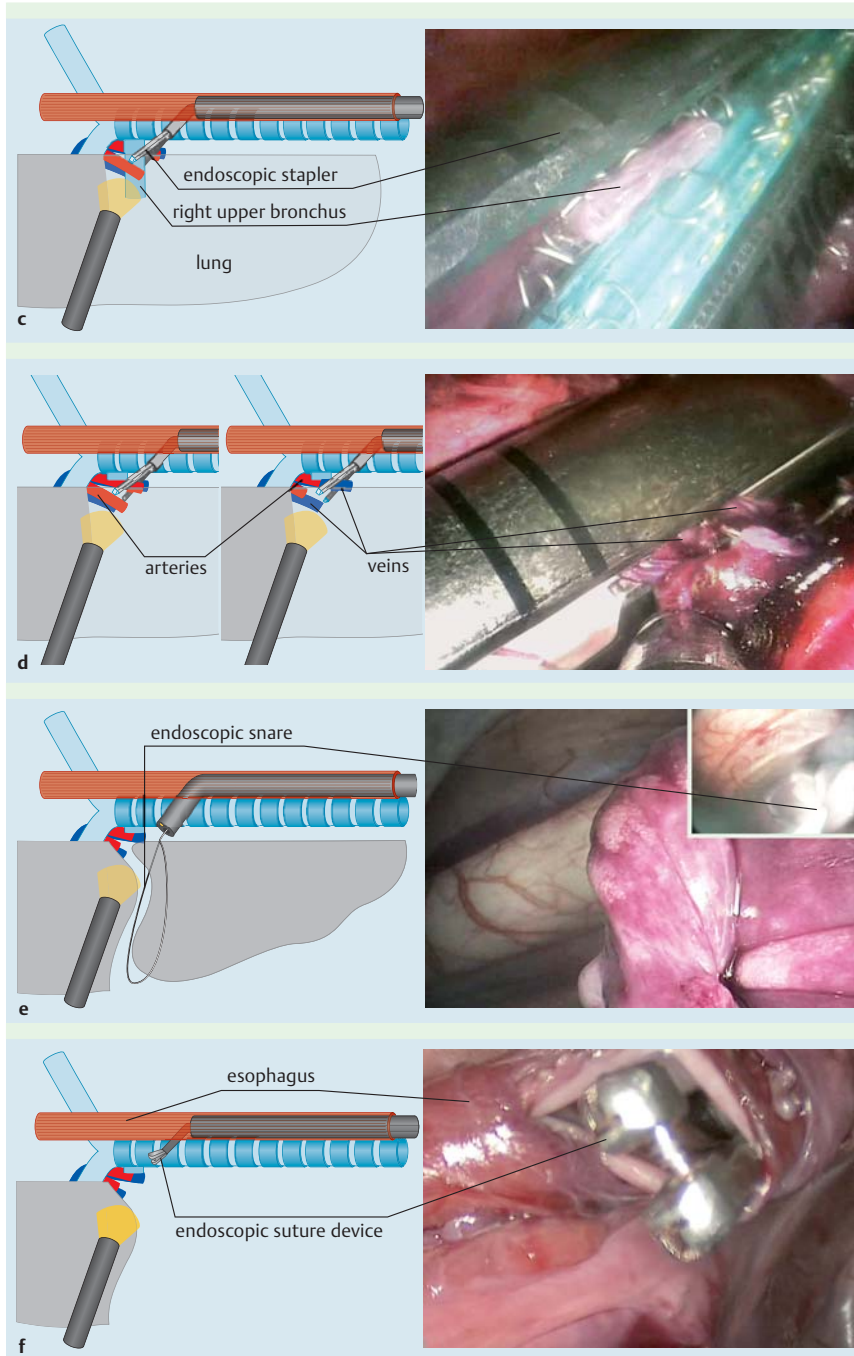 endoscopic stapler
right upper bronchus
lung
c
arteries
veins
d
endoscopic snare
e
esophagus
endoscopic suture device
f